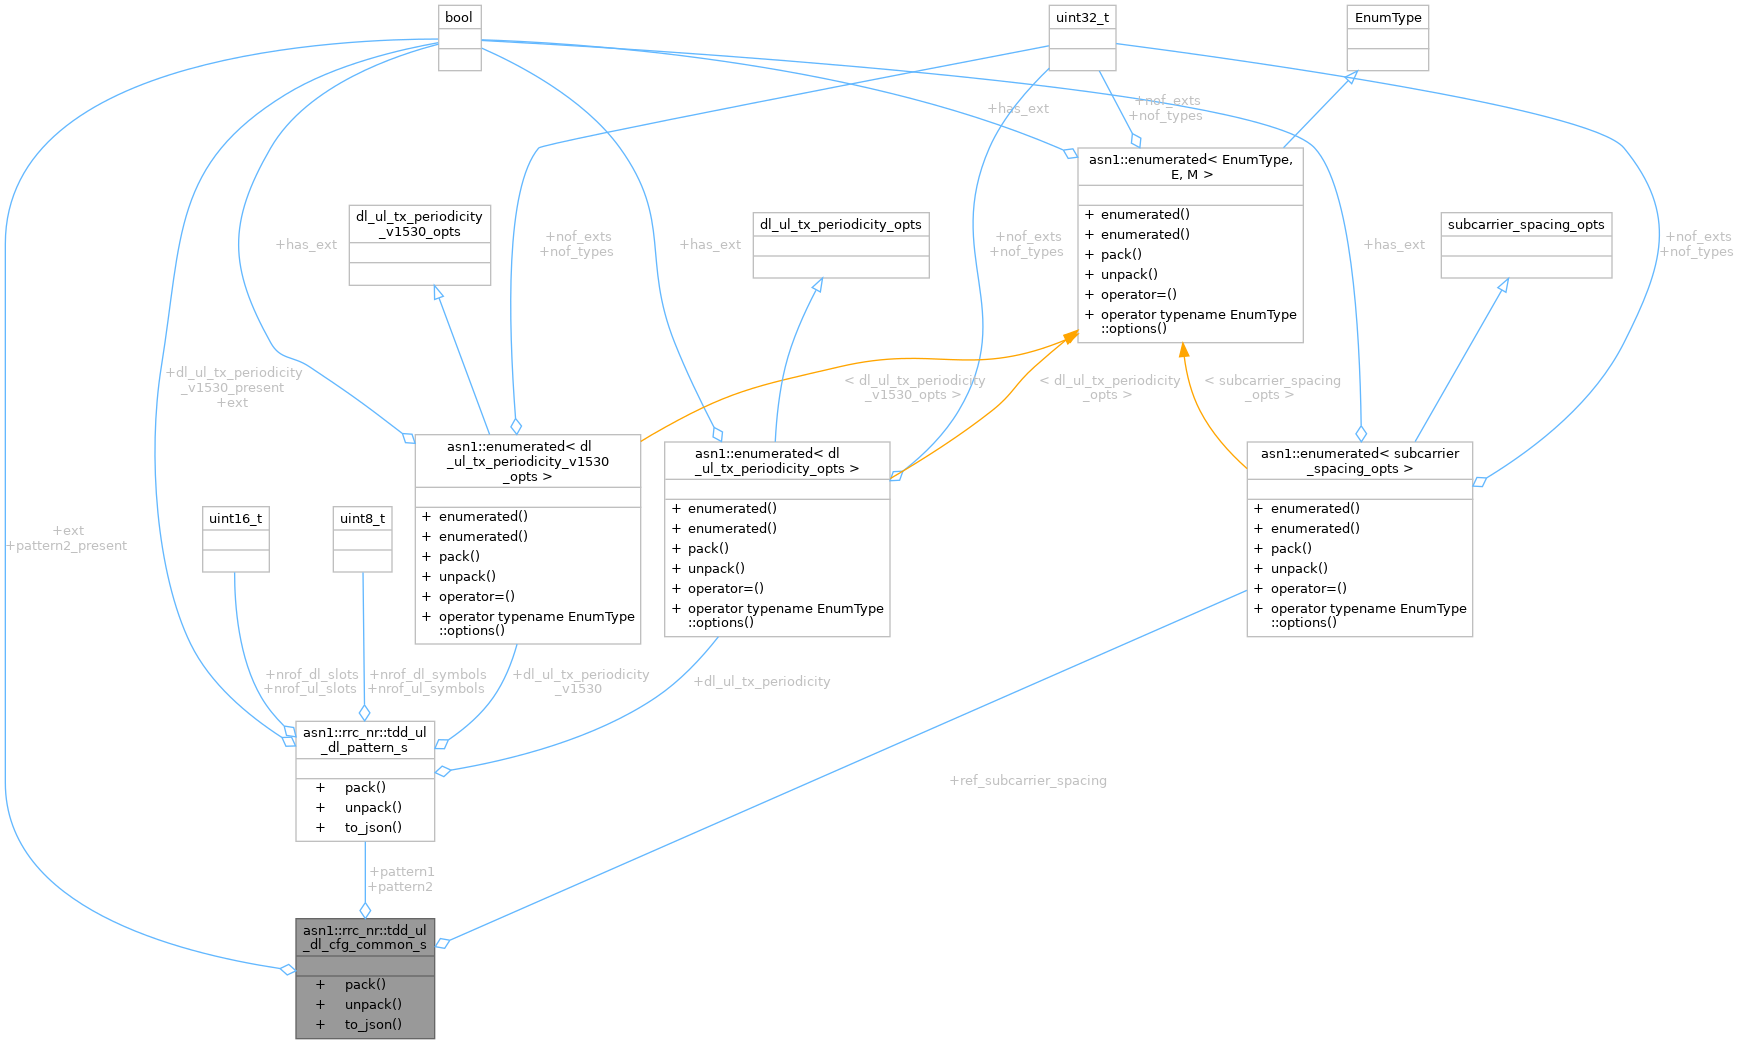 bool
uint32_t
EnumType
+has_ext
+nof_exts
+nof_types
asn1::enumerated< EnumType,
E, M >
+ enumerated()
+ enumerated()
+ pack()
+ unpack()
+ operator=()
+ operator typename EnumType
::options()
dl_ul_tx_periodicity
_v1530_opts
dl_ul_tx_periodicity_opts
subcarrier_spacing_opts
+has_ext
+nof_exts
+nof_types
+has_ext
+nof_exts
+nof_types
+has_ext
+nof_exts
+nof_types
+dl_ul_tx_periodicity
_v1530_present
+ext
< dl_ul_tx_periodicity
_v1530_opts >
< dl_ul_tx_periodicity
_opts >
< subcarrier_spacing
_opts >
asn1::enumerated< dl
_ul_tx_periodicity_v1530
_opts >
+ enumerated()
+ enumerated()
+ pack()
+ unpack()
+ operator=()
+ operator typename EnumType
::options()
asn1::enumerated< dl
_ul_tx_periodicity_opts >
+ enumerated()
+ enumerated()
+ pack()
+ unpack()
+ operator=()
+ operator typename EnumType
::options()
asn1::enumerated< subcarrier
_spacing_opts >
+ enumerated()
+ enumerated()
+ pack()
+ unpack()
+ operator=()
+ operator typename EnumType
::options()
uint16_t
uint8_t
+ext
+pattern2_present
+nrof_dl_slots
+nrof_ul_slots
+nrof_dl_symbols
+nrof_ul_symbols
+dl_ul_tx_periodicity
_v1530
+dl_ul_tx_periodicity
asn1::rrc_nr::tdd_ul
_dl_pattern_s
+ pack()
+ unpack()
+ to_json()
+ref_subcarrier_spacing
+pattern1
+pattern2
asn1::rrc_nr::tdd_ul
_dl_cfg_common_s
+ pack()
+ unpack()
+ to_json()